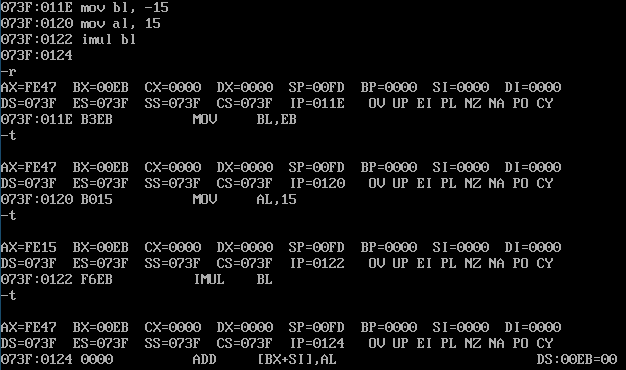 073F:011E mov bl, -15
073F:0120 mov al, 15
073F:0122 imul bl
073F:0124
-r
AX=FE47  BX=00EB  CX=0000  DX=0000  SP=00FD  BP=0000  SI=0000  DI=0000
DS=073F  ES=073F  SS=073F  CS=073F  IP=011E   OV UP EI PL NZ NA PO CY
073F:011E B3EB          MOV     BL,EB
-t
AX=FE47  BX=00EB  CX=0000  DX=0000  SP=00FD  BP=0000  SI=0000  DI=0000
DS=073F  ES=073F  SS=073F  CS=073F  IP=0120   OV UP EI PL NZ NA PO CY
073F:0120 B015          MOV     AL,15
-t
AX=FE15  BX=00EB  CX=0000  DX=0000  SP=00FD  BP=0000  SI=0000  DI=0000
DS=073F  ES=073F  SS=073F  CS=073F  IP=0122   OV UP EI PL NZ NA PO CY
073F:0122 F6EB          IMUL    BL
-t
AX=FE47  BX=00EB  CX=0000  DX=0000  SP=00FD  BP=0000  SI=0000  DI=0000
DS=073F  ES=073F  SS=073F  CS=073F  IP=0124   OV UP EI PL NZ NA PO CY
073F:0124 0000          ADD     [BX+SI],AL                         DS:00EB=00